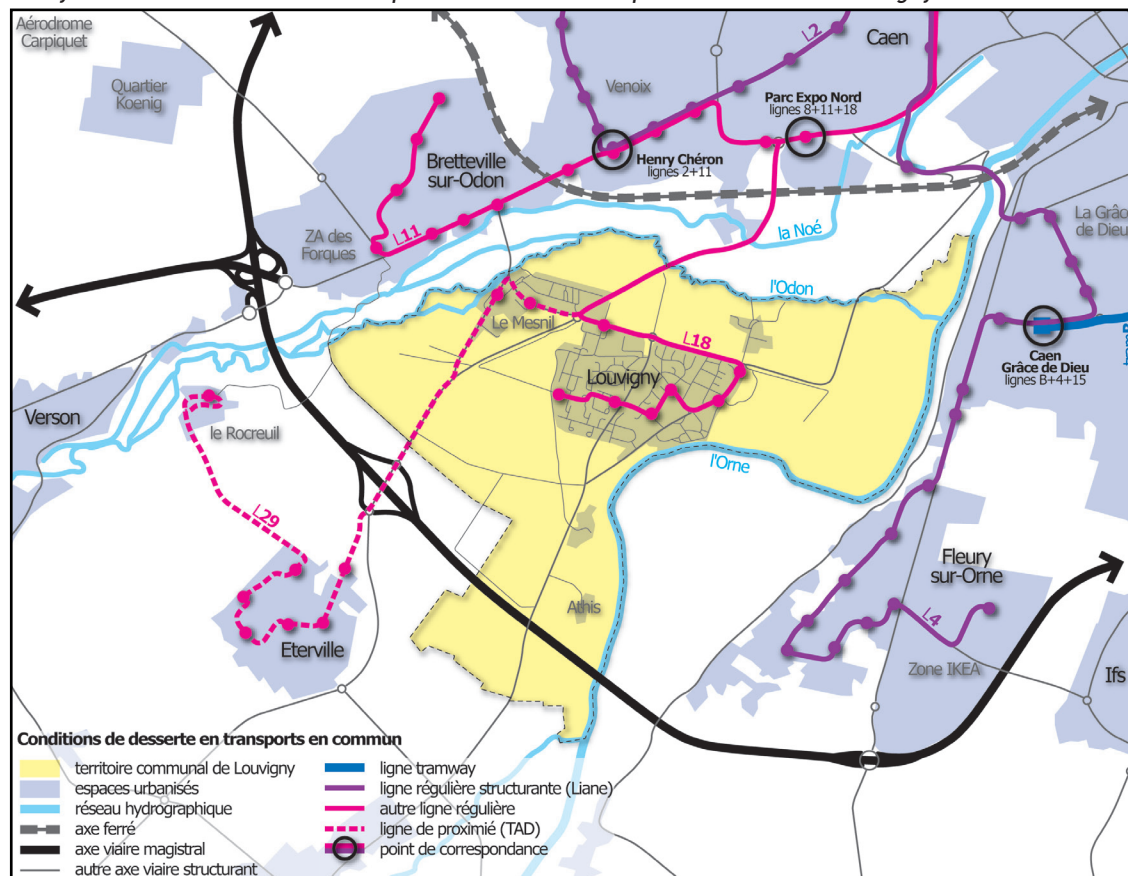 Aérodrome
Carpiquet
Quartier
Koenig
Venoix
L2
Caen
Parc Expo Nord
lignes 8+11+18
Henry Chéron
lignes 2+11
Bretteville
sur-Odon
L11
ZA des
Forques
la Noé
La Grâce
de Dieu
l'Odon
Le Mesnil
L18
Louvigny
Caen
Grâce de Dieu
lignes B+4+15
Verson
le Rocreuil
l'Orne
L29
Eterville
Athis
Fleury
sur-Orne
L4
Zone IKEA
Ifs
Conditions de desserte en transports en commun
territoire communal de Louvigny
espaces urbanisés
réseau hydrographique
axe ferré
axe viaire magistral
autre axe viaire structurant
ligne tramway
ligne régulière structurante (Liane)
autre ligne régulière
ligne de proximié (TAD)
point de correspondance